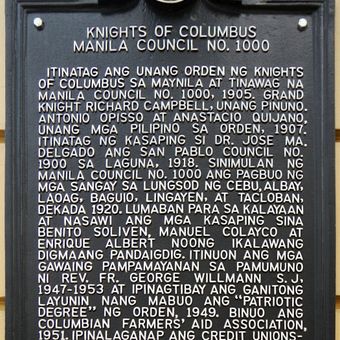 KNIGHTS OF COLUMBUS
MANILA COUNCIL NO. 1000
ITINATAG ANG UNANG ORDEN NG KNIGHTS
OF COLUMBUS SA MAYNILA AT TINAWAG NA
MANILA COUNCIL NO. 1000, 1905. GRAND
KNIGHT RICHARD CAMPBELL, UNANG PINUNO.
ANTONIO OPISSO AT ANASTACIO QUIJANO,
UNANG MGA PILIPINO SA ORDEN, 1907.
ITINATAG NG KASAPING SI DR. JOSE MA.
DELGADO ANG SAN PABLO COUNCIL NO.
1900 SA LAGUNA, 1918. SINIMULAN NG
MANILA COUNCIL NO. 1000 ANG PAGBUO NG
MGA SANGAY SA LUNGSOD NG CEBU, ALBAY,
LAOAG, BAGUIO, LINGAYEN, AT TACLOBAN,
DEKADA 1920. LUMABAN PARA SA KALAYAAN
AT NASAWI ANG MGA KASAPING SINA
BENITO SOLIVEN, MANUEL COLAYCO AT
ENRIQUE ALBERT NOONG IKALAWANG
DIGMAANG PANDAIGDIG. ITINUON ANG MGA
GAWAING PAMPAMAYANAN SA PAMUMUNO
NI REV. FR. GEORGE WILLMANN S.J.
1947-1953 AT IPINAGTIBAY ANG GANITONG
LAYUNIN NANG MABUO ANG "PATRIOTIC
DEGREE" NG ORDEN, 1949. BINUO ANG
COLUMBIAN FARMERS' AID ASSOCIATION,
1951. IPINALAGANAP ANG CREDIT UNIONS-